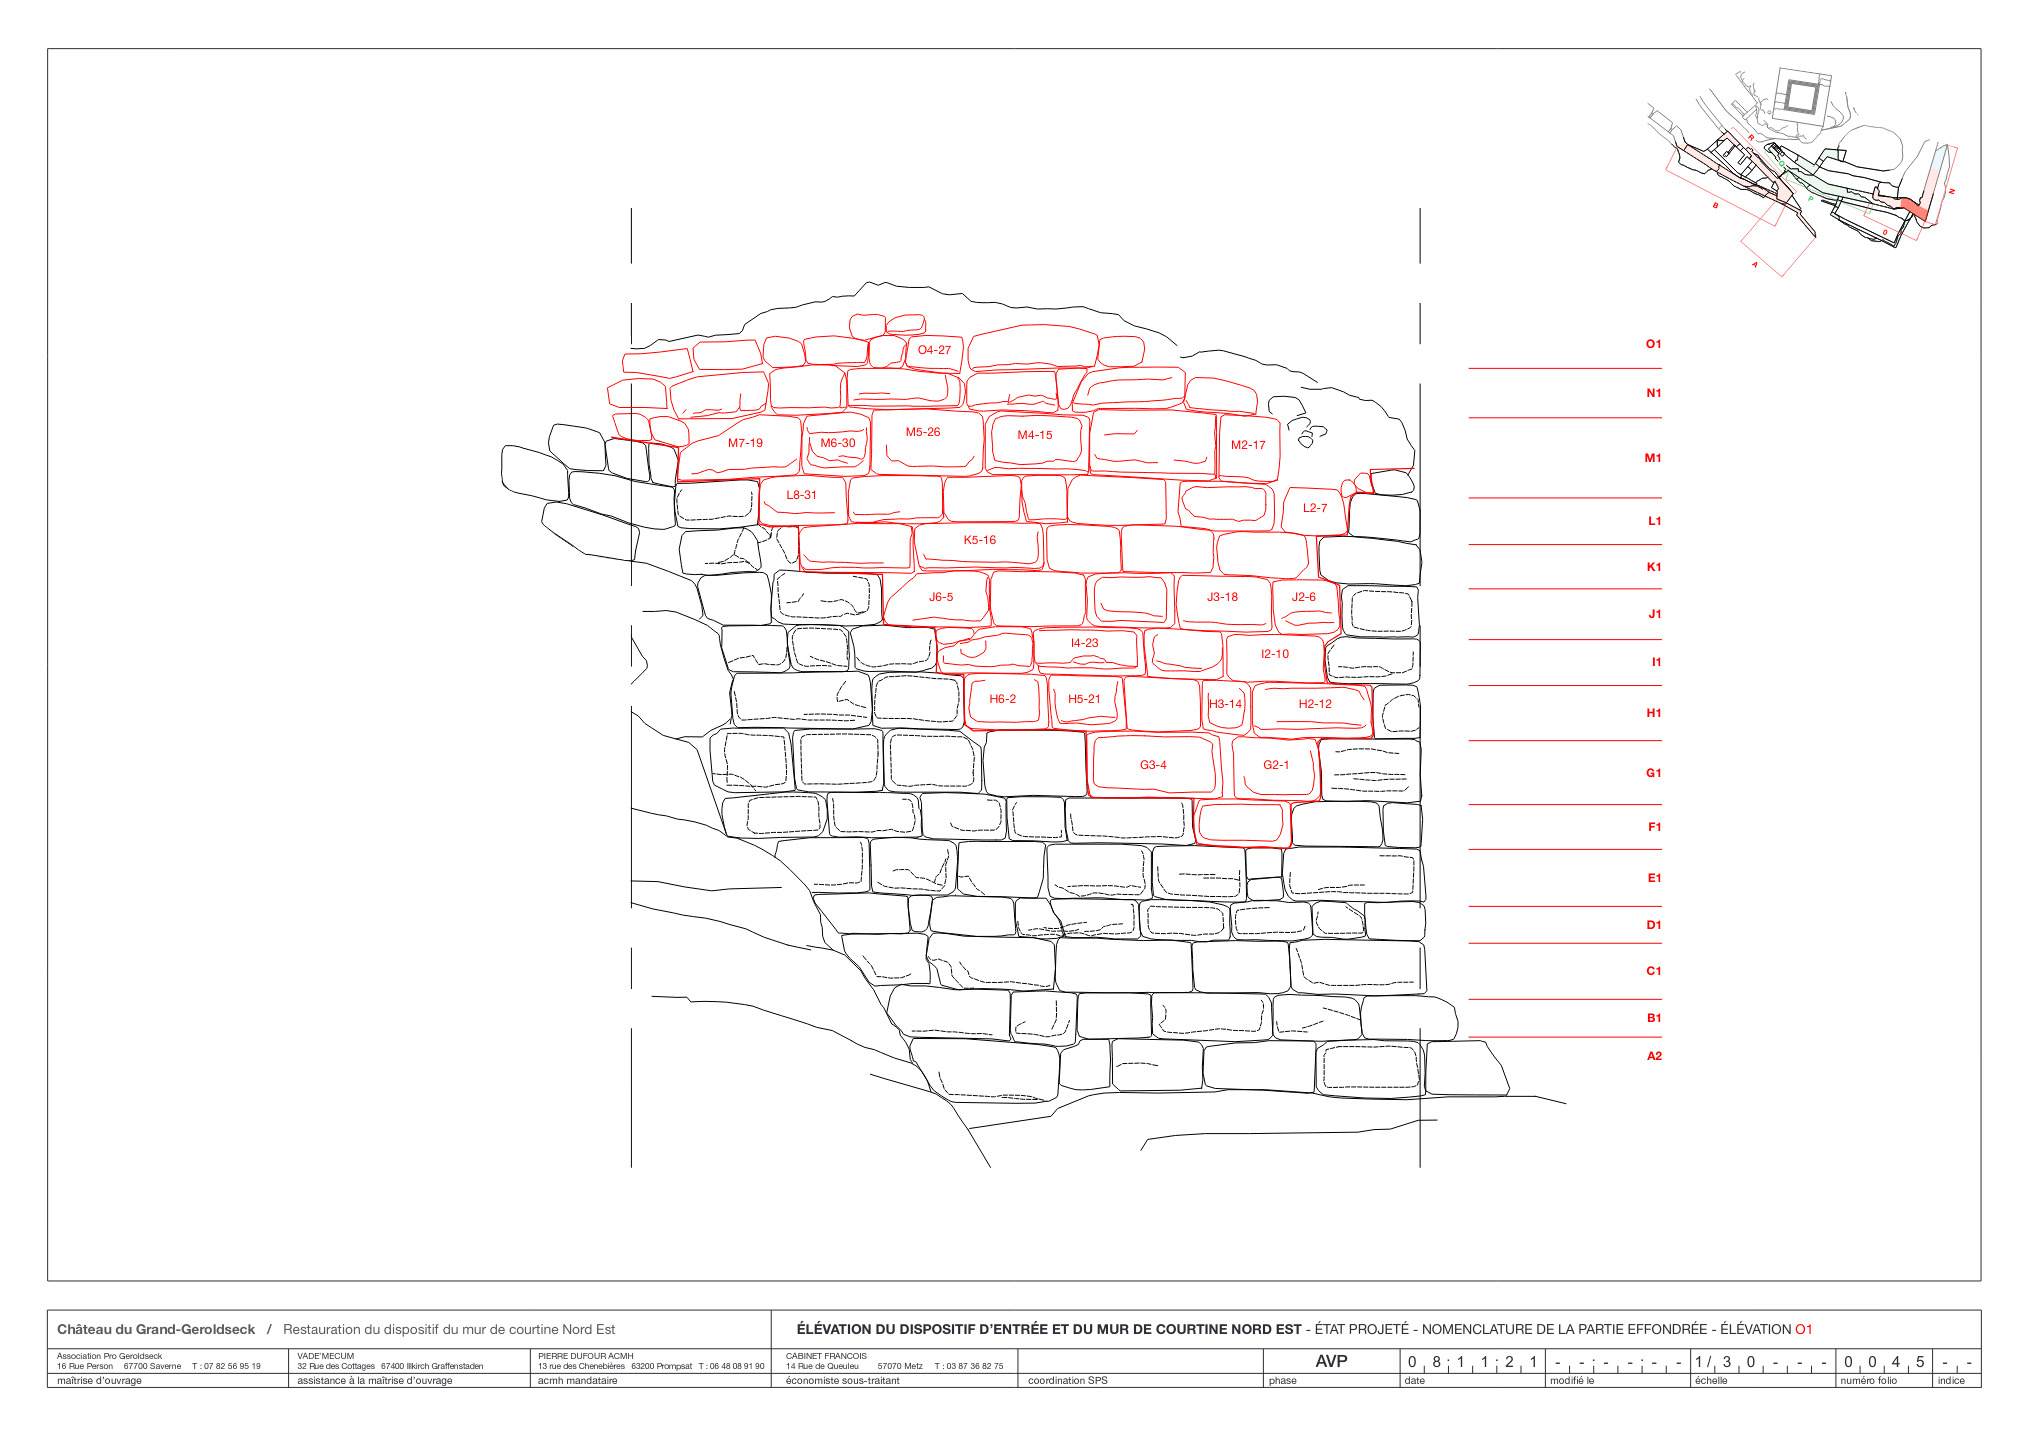 R
Q
N
B
P
O
A
O1
O4-27
N1
M5-26
M4-15
M7-19
M6-30
M2-17
M1
L8-31
L2-7
L1
K5-16
K1
J6-5
J3-18
J2-6
J1
I4-23
I2-10
I1
H6-2
H5-21
H3-14
H2-12
H1
G3-4
G2-1
G1
F1
E1
D1
C1
B1
A2
Château du Grand-Geroldseck / Restauration du dispositif du mur de courtine Nord Est
ÉLÉVATION DU DISPOSITIF D'ENTRÉE ET DU MUR DE COURTINE NORD EST - ÉTAT PROJETÉ - NOMENCLATURE DE LA PARTIE EFFONDRÉE - ÉLÉVATION O1
Association Pro Geroldseck
16 Rue Person 67700 Saverne T : 07 82 56 95 19
maîtrise d'ouvrage
VADE'MECUM
32 Rue des Cottages 67400 Illkirch Graffenstaden
assistance à la maîtrise d'ouvrage
PIERRE DUFOUR ACMH
13 rue des Chenebières 63200 Prompsat T : 06 48 08 91 90
acmh mandataire
CABINET FRANCOIS
14 Rue de Queuleu 57070 Metz T : 03 87 36 82 75
économiste sous-traitant
coordination SPS
AVP
phase
0 8 : 1 1 : 2 1
date
- - : - - : - -
modifié le
1 / 3 0 - - -
échelle
0 0 4 5
numéro folio
- -
indice